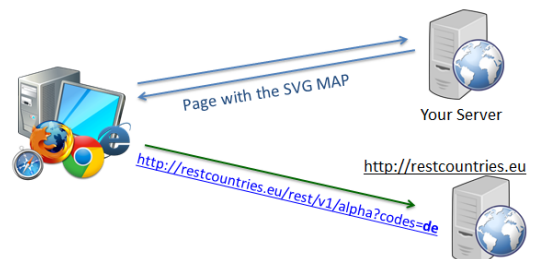 Page with the SVG MAP
Your Server
http://restcountries.eu
http://restcountries.eu/rest/v1/alpha?codes=de